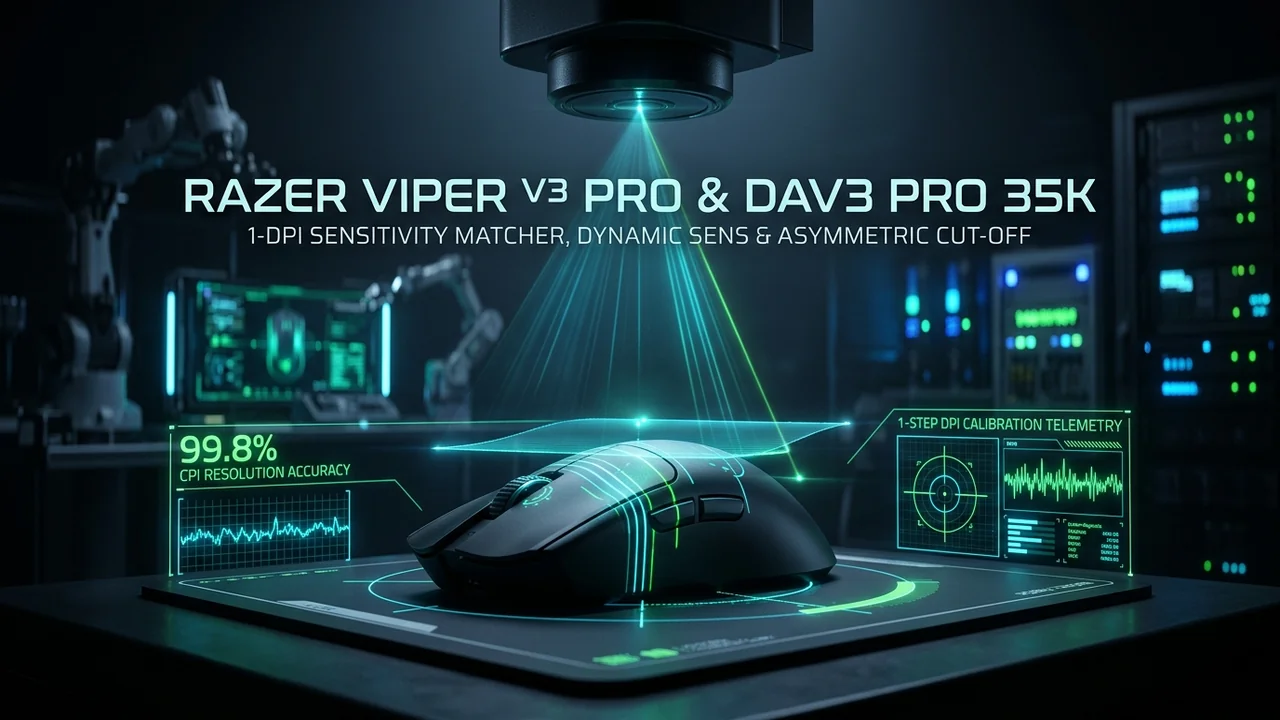 RAZER VIPER V3 PRO & DAV3 PRO 35K
1-DPI SENSITIVITY MATCHER, DYNAMIC SENS & ASYMMETRIC CUT-OFF
99.8%
CPI RESOLUTION ACCURACY
1-STEP DPI CALIBRATION TELEMETRY